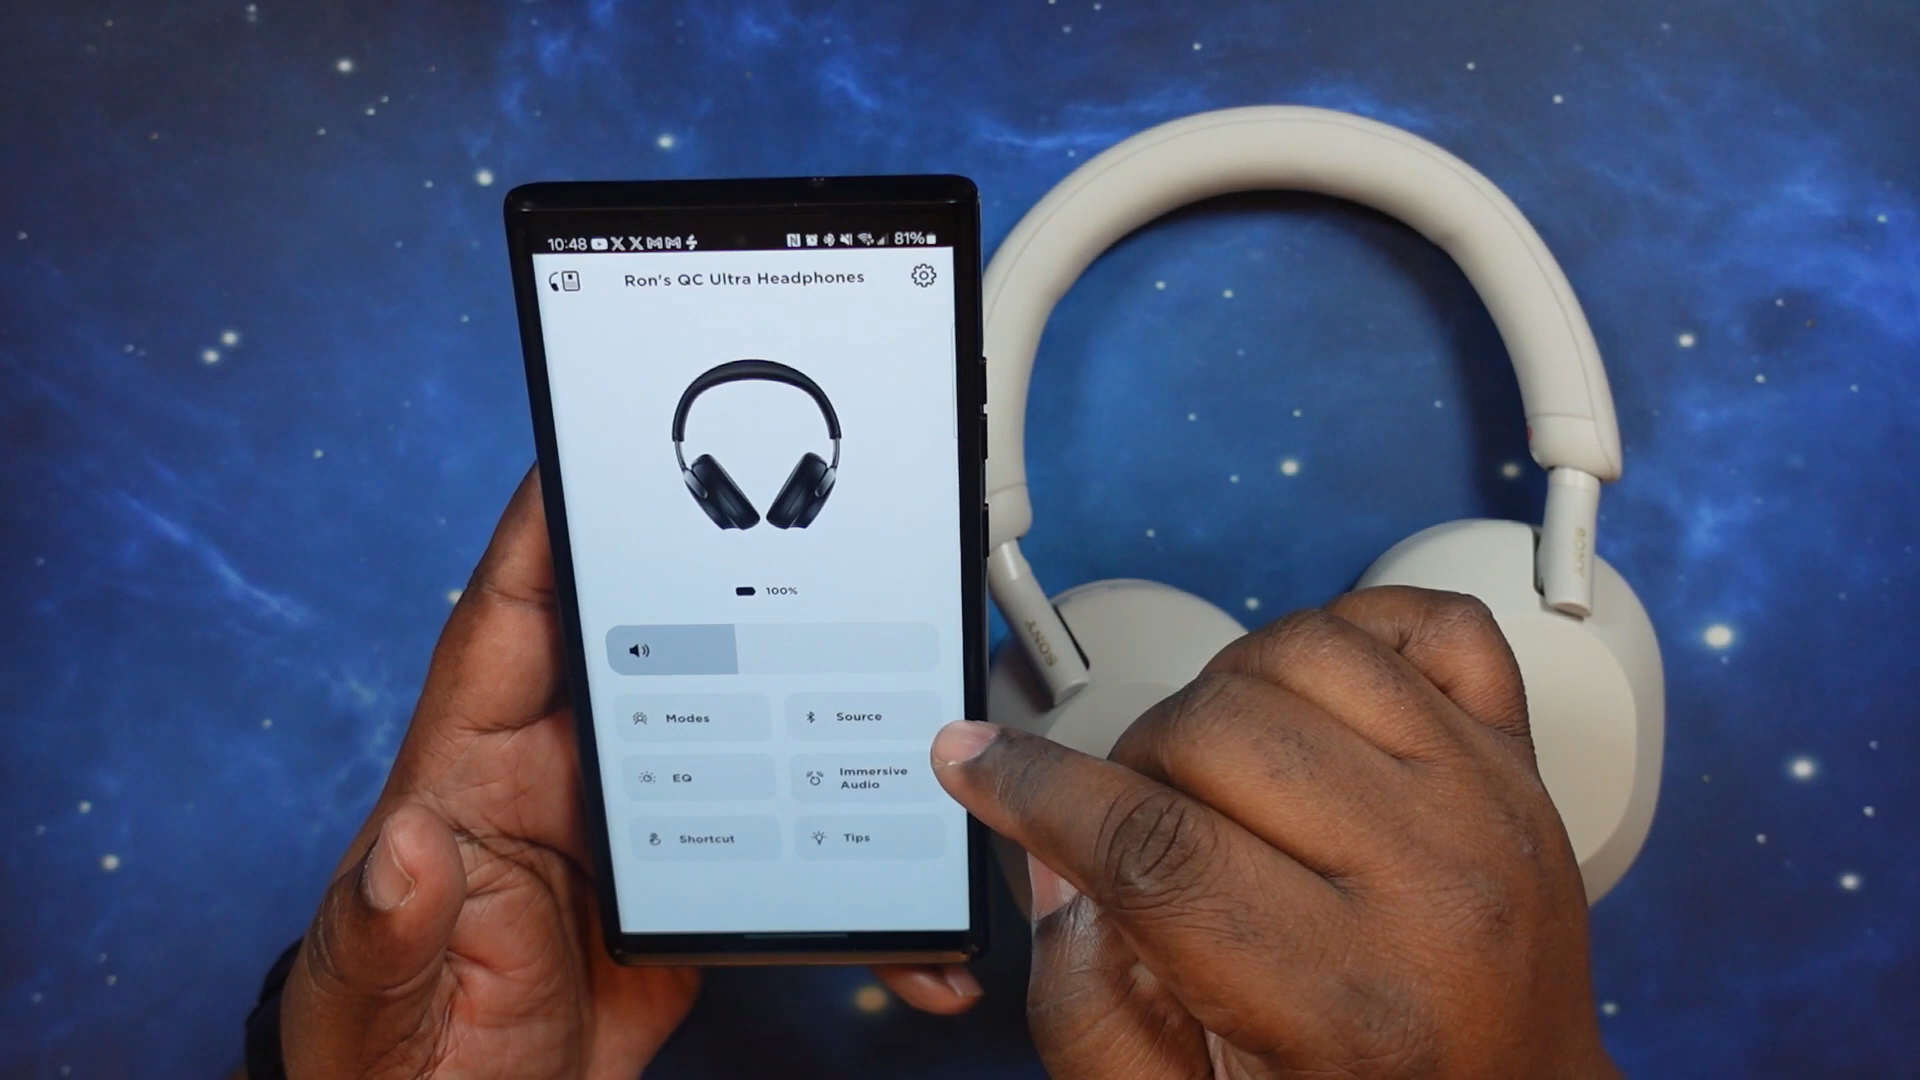 10:48
81%
Ron's QC Ultra Headphones
100%
Modes
Source
EQ
Immersive
Audio
Shortcut
Tips
SONY
SONY